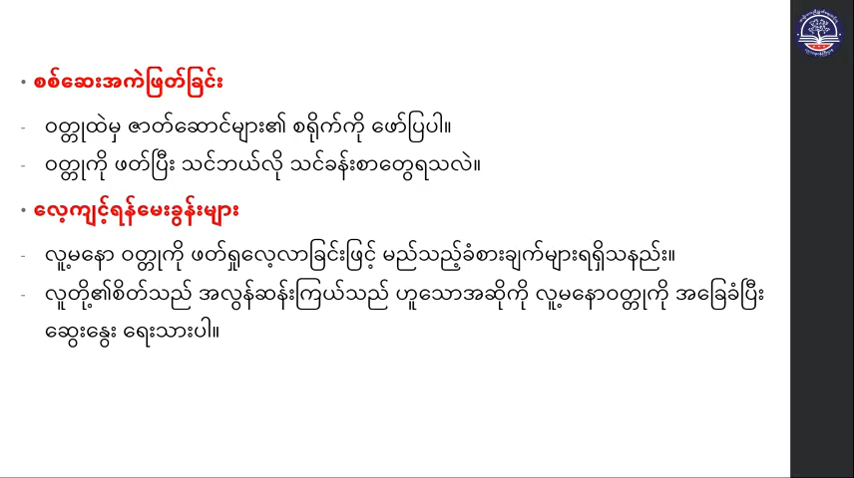 • စစ်ဆေးအကဲဖြတ်ခြင်း
- ဝတ္တုထဲမှ ဇာတ်ဆောင်များ၏ စရိုက်ကို ဖော်ပြပါ။
- ဝတ္တုကို ဖတ်ပြီး သင်ဘယ်လို သင်ခန်းစာတွေရသလဲ။
• လေ့ကျင့်ရန်မေးခွန်းများ
- လူ့မနော ဝတ္တုကို ဖတ်ရှုလေ့လာခြင်းဖြင့် မည်သည့်ခံစားချက်များရရှိသနည်း။
- လူတို့၏စိတ်သည် အလွန်ဆန်းကြယ်သည် ဟူသောအဆိုကို လူ့မနောဝတ္တုကို အခြေခံပြီး
ဆွေးနွေး ရေးသားပါ။